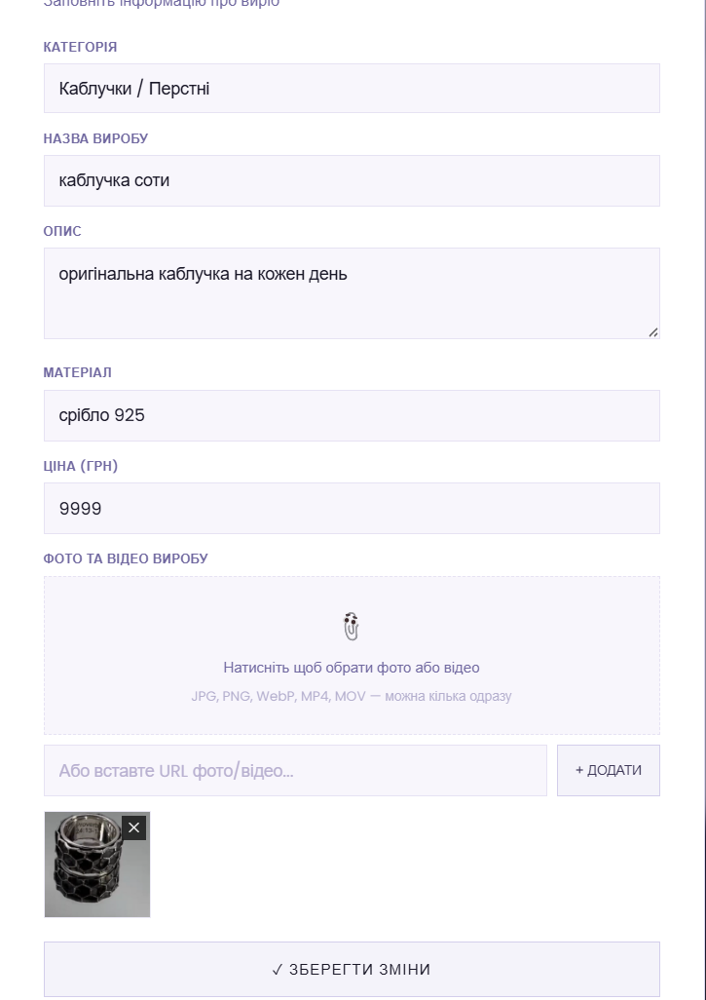 Заповніть інформацію про виріб
КАТЕГОРІЯ
Каблучки / Перстні
НАЗВА ВИРОБУ
каблучка соти
ОПИС
оригінальна каблучка на кожен день
МАТЕРІАЛ
срібло 925
ЦІНА (ГРН)
9999
ФОТО ТА ВІДЕО ВИРОБУ
Натисніть щоб обрати фото або відео
JPG, PNG, WebP, MP4, MOV — можна кілька одразу
Або вставте URL фото/відео...
+ ДОДАТИ
✓ ЗБЕРЕГТИ ЗМІНИ